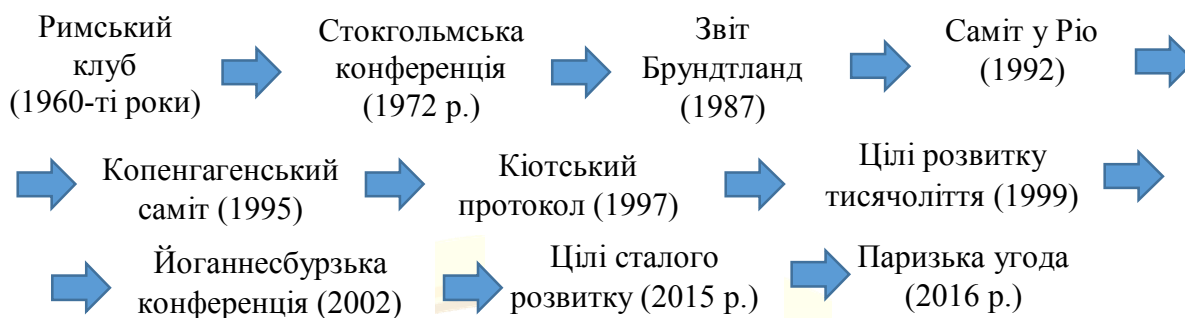 Римський
клуб
(1960-ті роки)
Стокгольмська
конференція
(1972 р.)
Звіт
Брундтланд
(1987)
Саміт у Ріо
(1992)
Копенгагенський
саміт (1995)
Кіотський
протокол (1997)
Цілі розвитку
тисячоліття (1999)
Йоганнесбурзька
конференція (2002)
Цілі сталого
розвитку (2015 р.)
Паризька угода
(2016 р.)